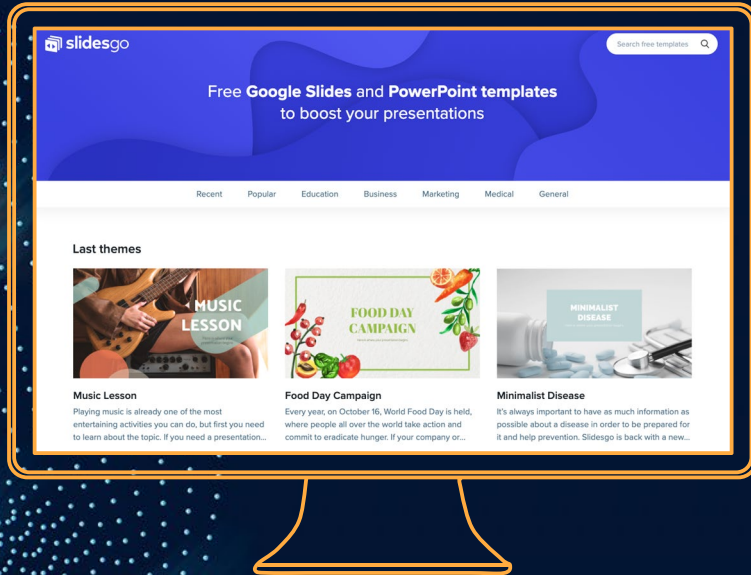 slidesgo
Search free templates
Free Google Slides and PowerPoint templates
to boost your presentations
Recent Popular Education Business Marketing Medical General
Last themes
MUSIC
LESSON
FOOD DAY
CAMPAIGN
MINIMALIST
DISEASE
Music Lesson
Playing music is already one of the most
entertaining activities you can do, but first you need
to learn about the topic. If you need a presentation...
Food Day Campaign
Every year, on October 16, World Food Day is held,
where people all over the world take action and
commit to eradicate hunger. If your company or...
Minimalist Disease
It's always important to have as much information as
possible about a disease in order to be prepared for
it and help prevention. Slidesgo is back with a new...